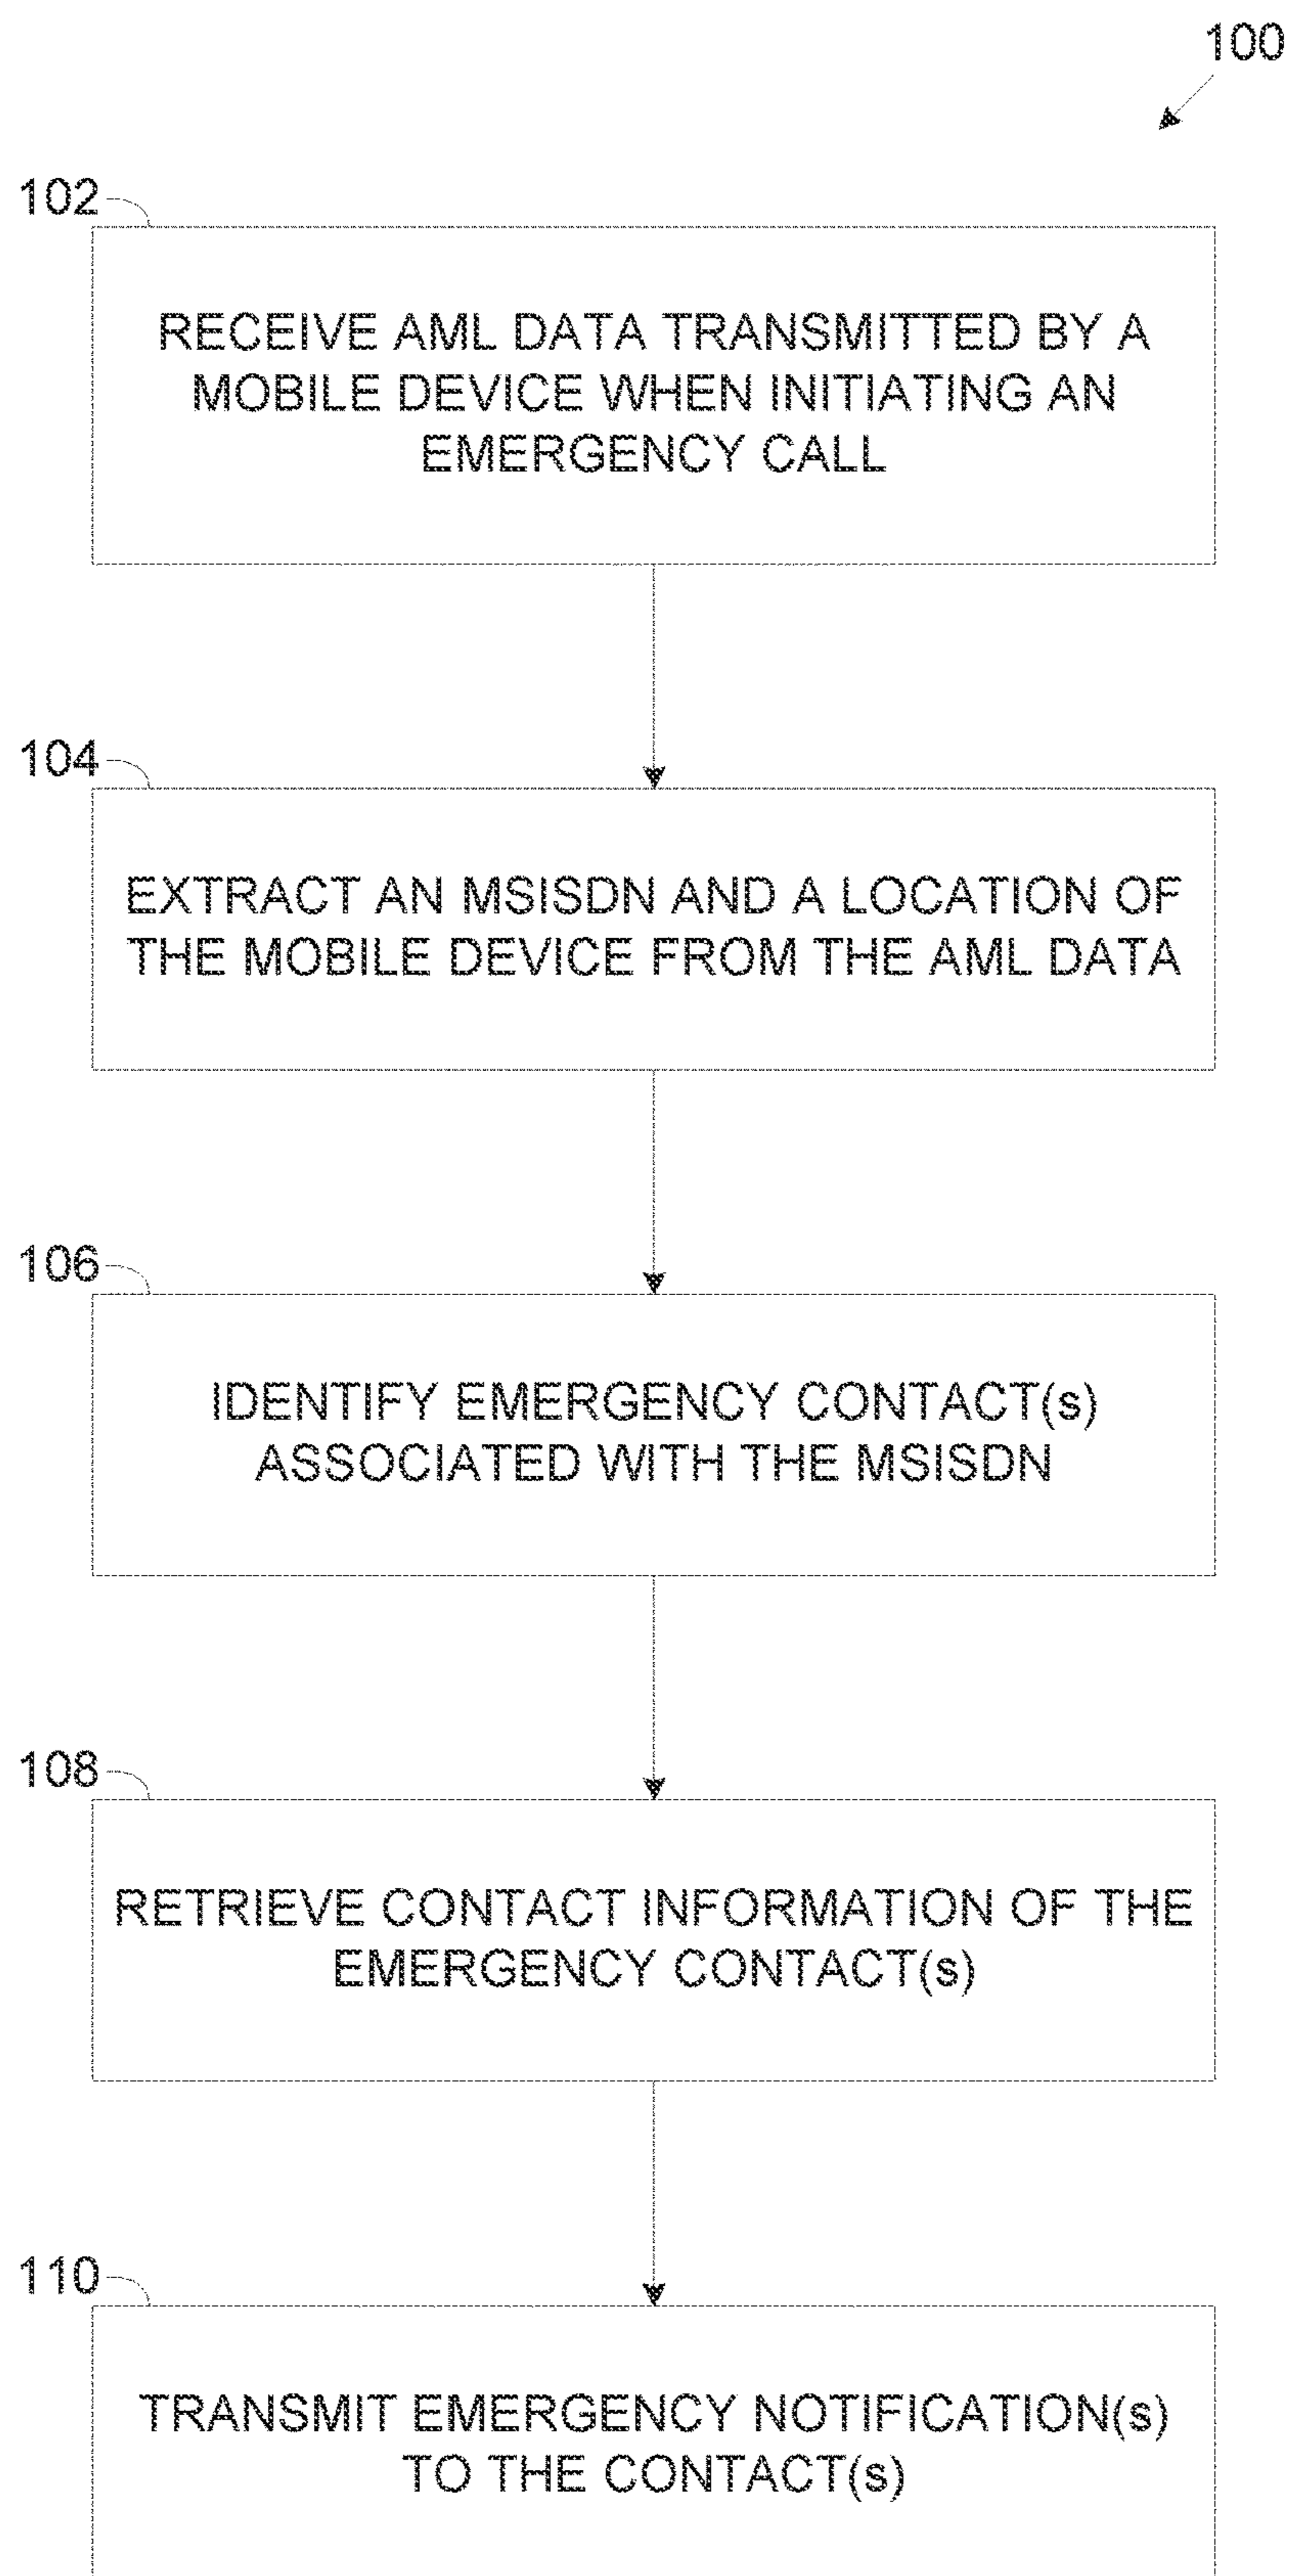 100
102
RECEIVE AML DATA TRANSMITTED BY A
MOBILE DEVICE WHEN INITIATING AN
EMERGENCY CALL
104
EXTRACT AN MSISDN AND A LOCATION OF
THE MOBILE DEVICE FROM THE AML DATA
106
IDENTIFY EMERGENCY CONTACT(s)
ASSOCIATED WITH THE MSISDN
108
RETRIEVE CONTACT INFORMATION OF THE
EMERGENCY CONTACT(s)
110
TRANSMIT EMERGENCY NOTIFICATION(s)
TO THE CONTACT(s)